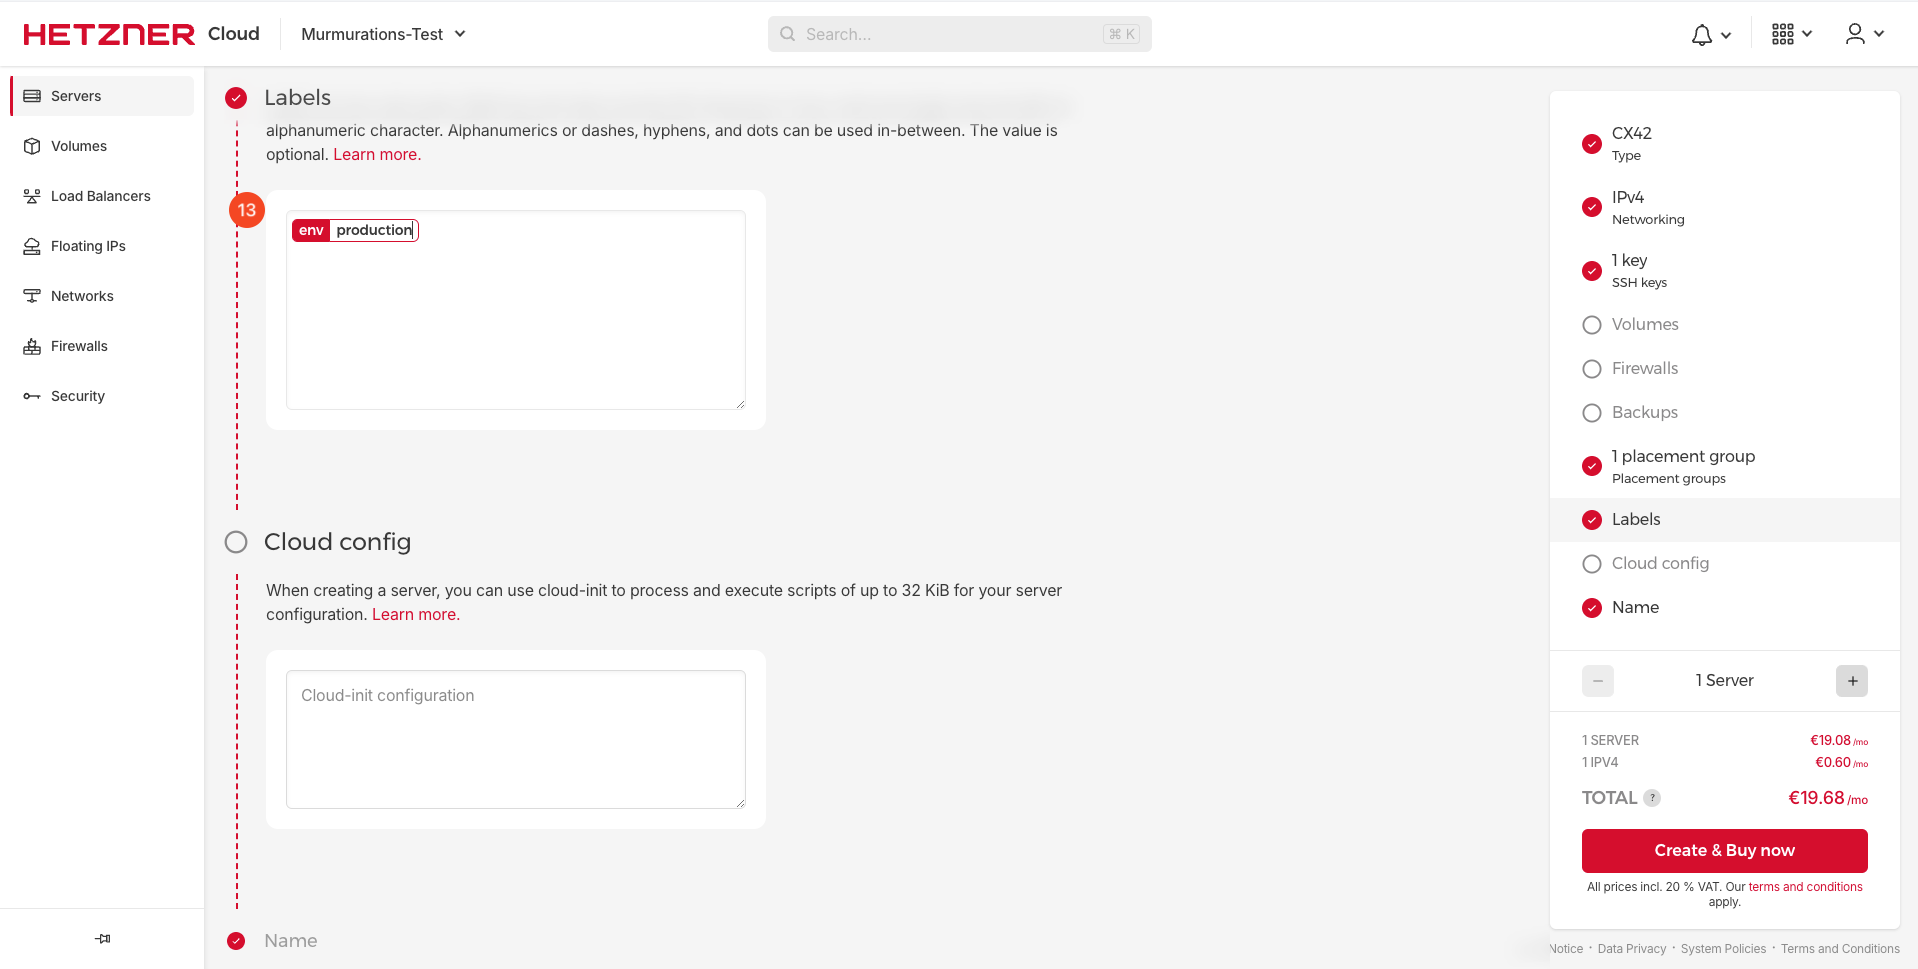 HETZNER Cloud
Murmurations-Test
Search...
⌘ K
Servers
Volumes
Load Balancers
Floating IPs
Networks
Firewalls
Security
Labels
alphanumeric character. Alphanumerics or dashes, hyphens, and dots can be used in-between. The value is
optional. Learn more.
13
env production
Cloud config
When creating a server, you can use cloud-init to process and execute scripts of up to 32 KiB for your server
configuration. Learn more.
Cloud-init configuration
Name
CX42
Type
IPv4
Networking
1 key
SSH keys
Volumes
Firewalls
Backups
1 placement group
Placement groups
Labels
Cloud config
Name
− 1 Server +
1 SERVER €19.08 /mo
1 IPV4 €0.60 /mo
TOTAL ? €19.68 /mo
Create & Buy now
All prices incl. 20 % VAT. Our terms and conditions
apply.
Notice · Data Privacy · System Policies · Terms and Conditions